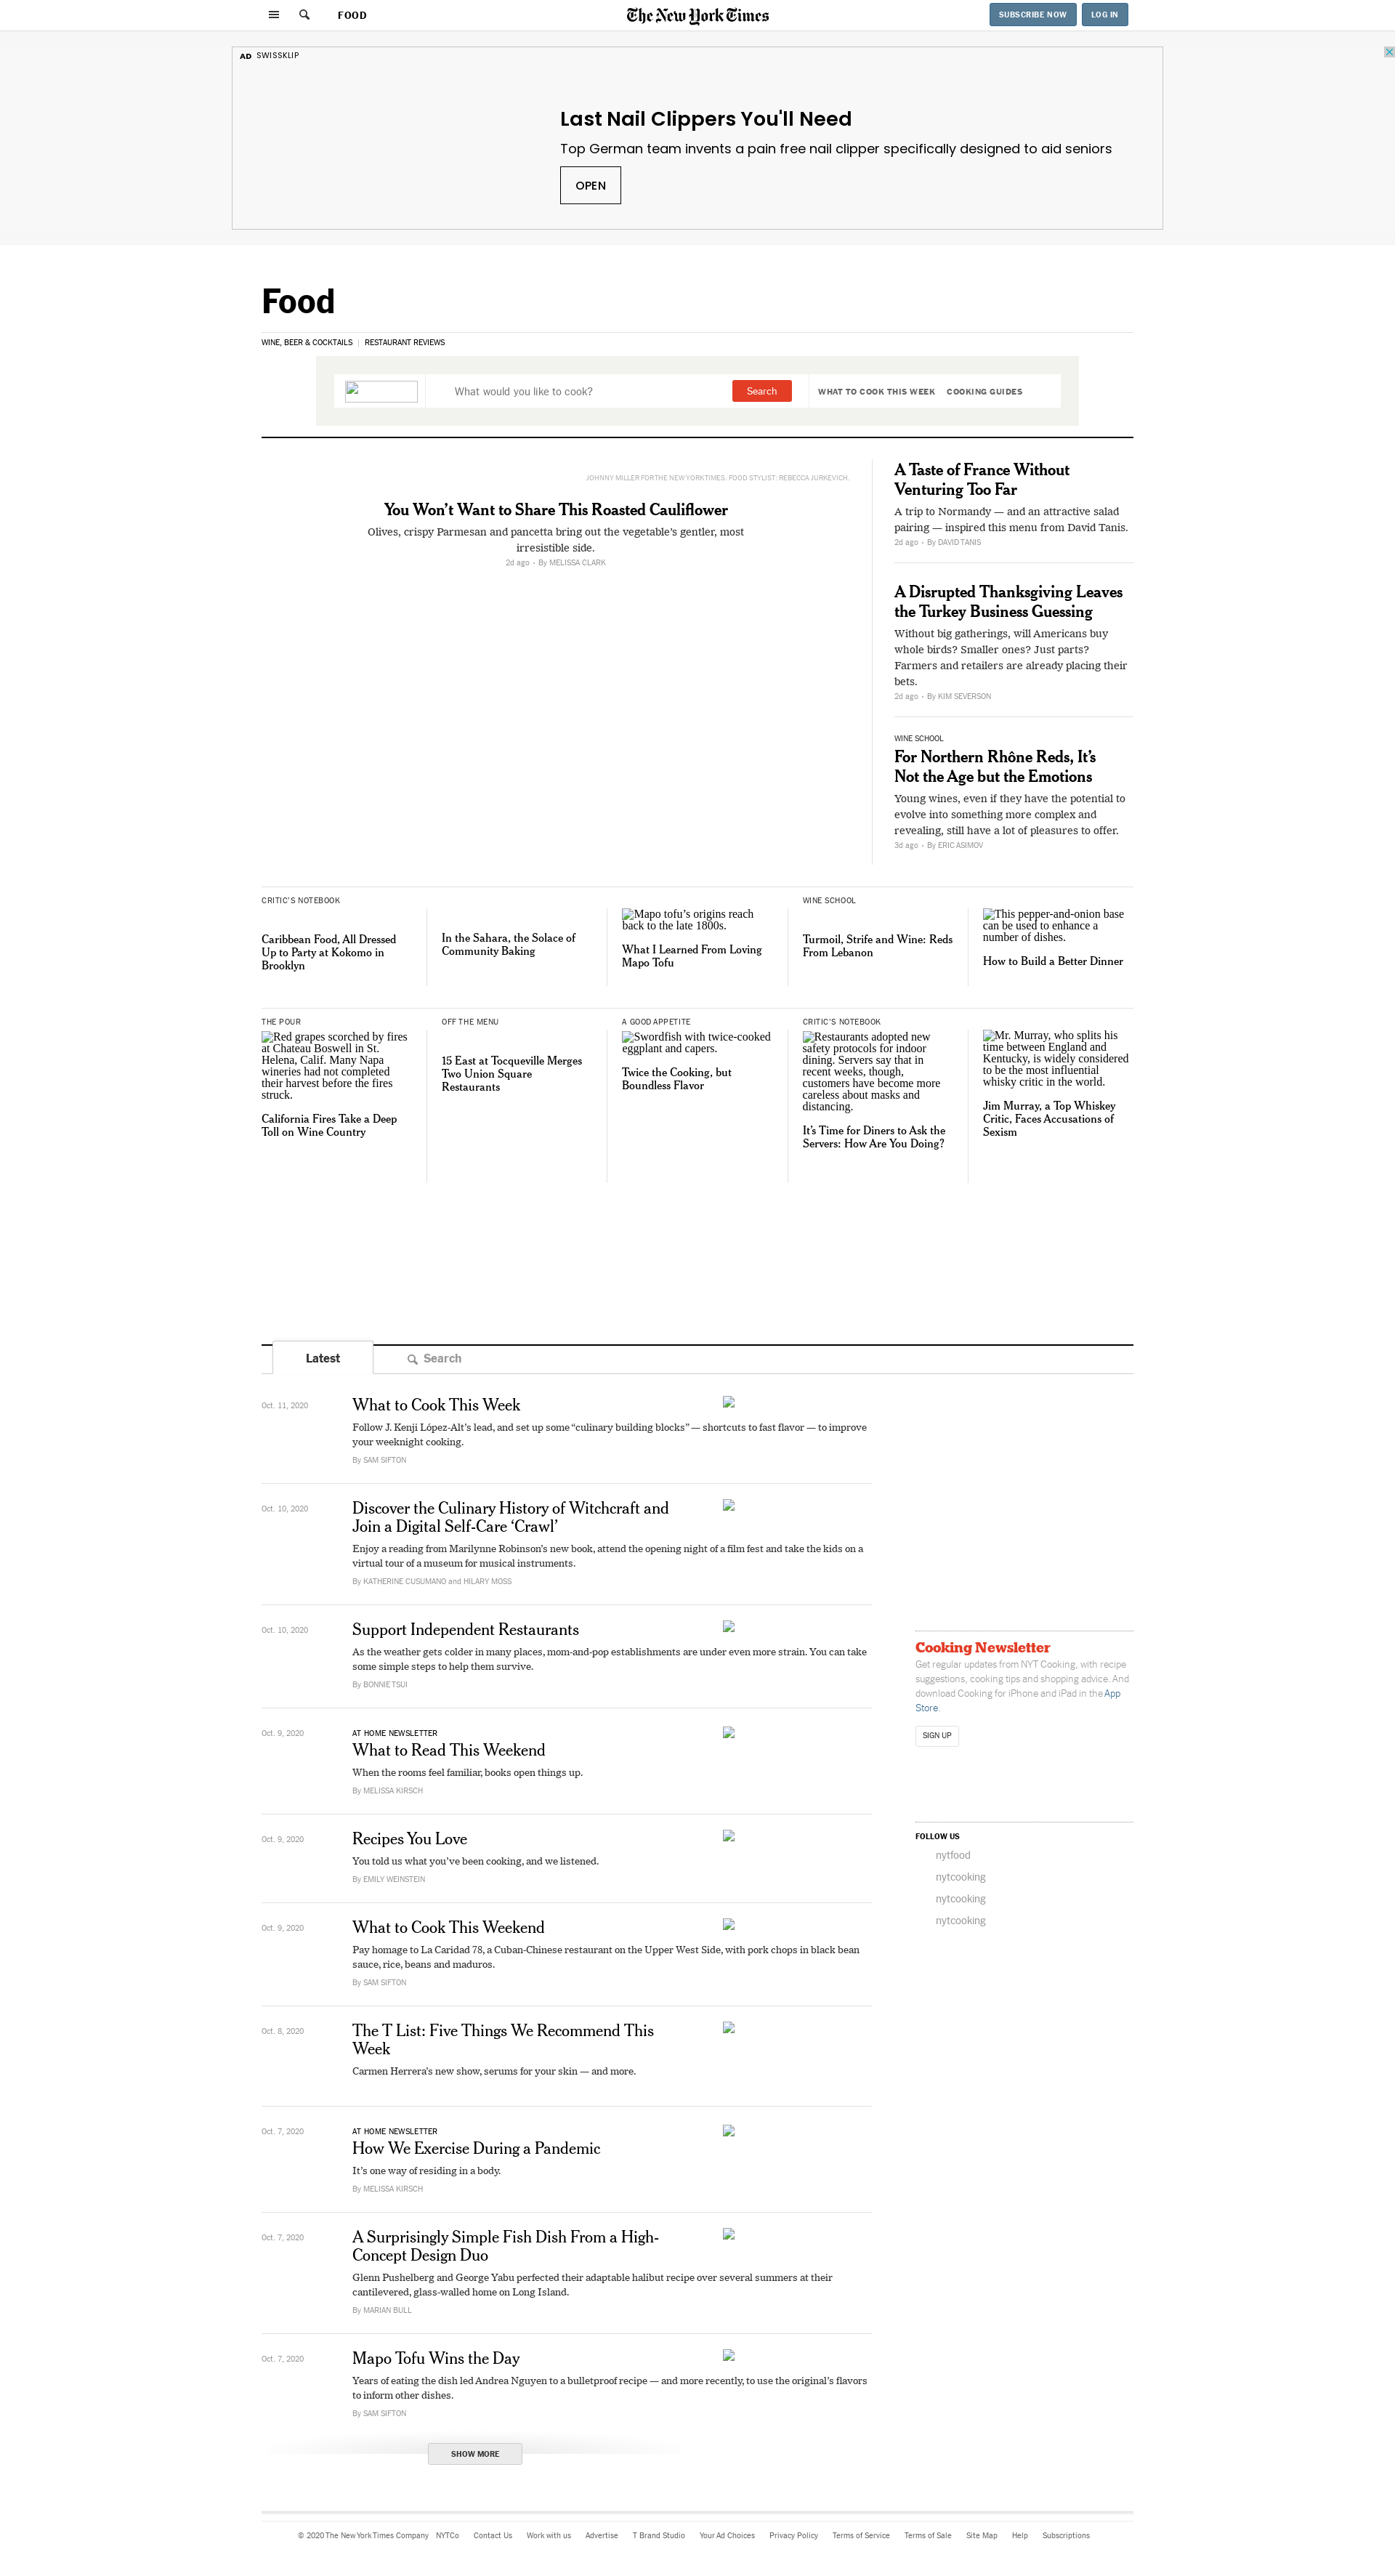 FOOD
The New York Times
SUBSCRIBE NOW
LOG IN
AD SWISSKLIP
Last Nail Clippers You'll Need
Top German team invents a pain free nail clipper specifically designed to aid seniors
OPEN
Food
WINE, BEER & COCKTAILS | RESTAURANT REVIEWS
What would you like to cook?
Search
WHAT TO COOK THIS WEEK
COOKING GUIDES
JOHNNY MILLER FOR THE NEW YORK TIMES. FOOD STYLIST: REBECCA JURKEVICH.
You Won’t Want to Share This Roasted Cauliflower
Olives, crispy Parmesan and pancetta bring out the vegetable’s gentler, most
irresistible side.
2d ago • By MELISSA CLARK
A Taste of France Without
Venturing Too Far
A trip to Normandy — and an attractive salad
pairing — inspired this menu from David Tanis.
2d ago • By DAVID TANIS
A Disrupted Thanksgiving Leaves
the Turkey Business Guessing
Without big gatherings, will Americans buy
whole birds? Smaller ones? Just parts?
Farmers and retailers are already placing their
bets.
2d ago • By KIM SEVERSON
WINE SCHOOL
For Northern Rhône Reds, It’s
Not the Age but the Emotions
Young wines, even if they have the potential to
evolve into something more complex and
revealing, still have a lot of pleasures to offer.
3d ago • By ERIC ASIMOV
CRITIC’S NOTEBOOK
Caribbean Food, All Dressed
Up to Party at Kokomo in
Brooklyn
In the Sahara, the Solace of
Community Baking
Mapo tofu’s origins reach
back to the late 1800s.
What I Learned From Loving
Mapo Tofu
WINE SCHOOL
Turmoil, Strife and Wine: Reds
From Lebanon
This pepper-and-onion base
can be used to enhance a
number of dishes.
How to Build a Better Dinner
THE POUR
Red grapes scorched by fires
at Chateau Boswell in St.
Helena, Calif. Many Napa
wineries had not completed
their harvest before the fires
struck.
California Fires Take a Deep
Toll on Wine Country
OFF THE MENU
15 East at Tocqueville Merges
Two Union Square
Restaurants
A GOOD APPETITE
Swordfish with twice-cooked
eggplant and capers.
Twice the Cooking, but
Boundless Flavor
CRITIC’S NOTEBOOK
Restaurants adopted new
safety protocols for indoor
dining. Servers say that in
recent weeks, though,
customers have become more
careless about masks and
distancing.
It’s Time for Diners to Ask the
Servers: How Are You Doing?
Mr. Murray, who splits his
time between England and
Kentucky, is widely considered
to be the most influential
whisky critic in the world.
Jim Murray, a Top Whiskey
Critic, Faces Accusations of
Sexism
Latest
Search
Oct. 11, 2020
What to Cook This Week
Follow J. Kenji López-Alt’s lead, and set up some “culinary building blocks” — shortcuts to fast flavor — to improve
your weeknight cooking.
By SAM SIFTON
Oct. 10, 2020
Discover the Culinary History of Witchcraft and
Join a Digital Self-Care ‘Crawl’
Enjoy a reading from Marilynne Robinson’s new book, attend the opening night of a film fest and take the kids on a
virtual tour of a museum for musical instruments.
By KATHERINE CUSUMANO and HILARY MOSS
Oct. 10, 2020
Support Independent Restaurants
As the weather gets colder in many places, mom-and-pop establishments are under even more strain. You can take
some simple steps to help them survive.
By BONNIE TSUI
Oct. 9, 2020
AT HOME NEWSLETTER
What to Read This Weekend
When the rooms feel familiar, books open things up.
By MELISSA KIRSCH
Oct. 9, 2020
Recipes You Love
You told us what you’ve been cooking, and we listened.
By EMILY WEINSTEIN
Oct. 9, 2020
What to Cook This Weekend
Pay homage to La Caridad 78, a Cuban-Chinese restaurant on the Upper West Side, with pork chops in black bean
sauce, rice, beans and maduros.
By SAM SIFTON
Oct. 8, 2020
The T List: Five Things We Recommend This
Week
Carmen Herrera’s new show, serums for your skin — and more.
Oct. 7, 2020
AT HOME NEWSLETTER
How We Exercise During a Pandemic
It’s one way of residing in a body.
By MELISSA KIRSCH
Oct. 7, 2020
A Surprisingly Simple Fish Dish From a High-
Concept Design Duo
Glenn Pushelberg and George Yabu perfected their adaptable halibut recipe over several summers at their
cantilevered, glass-walled home on Long Island.
By MARIAN BULL
Oct. 7, 2020
Mapo Tofu Wins the Day
Years of eating the dish led Andrea Nguyen to a bulletproof recipe — and more recently, to use the original’s flavors
to inform other dishes.
By SAM SIFTON
SHOW MORE
Cooking Newsletter
Get regular updates from NYT Cooking, with recipe
suggestions, cooking tips and shopping advice. And
download Cooking for iPhone and iPad in the App
Store.
SIGN UP
FOLLOW US
nytfood
nytcooking
nytcooking
nytcooking
© 2020 The New York Times Company NYTCo Contact Us Work with us Advertise T Brand Studio Your Ad Choices Privacy Policy Terms of Service Terms of Sale Site Map Help Subscriptions